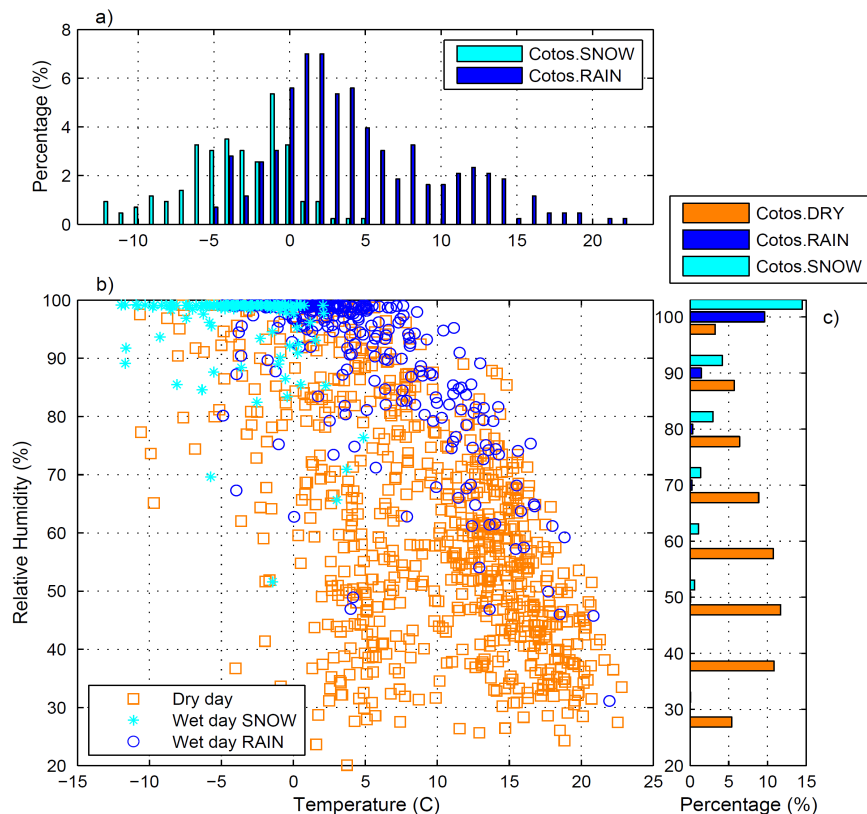 a)
8
6
4
2
0
Percentage (%)
Cotos.SNOW
Cotos.RAIN
−10
−5
0
5
10
15
20
Cotos.DRY
Cotos.RAIN
Cotos.SNOW
b)
100
90
80
70
60
50
40
30
20
Relative Humidity (%)
Dry day
Wet day SNOW
Wet day RAIN
−15
−10
−5
0
5
10
15
20
25
Temperature (C)
c)
100
90
80
70
60
50
40
30
20
0
5
10
15
Percentage (%)